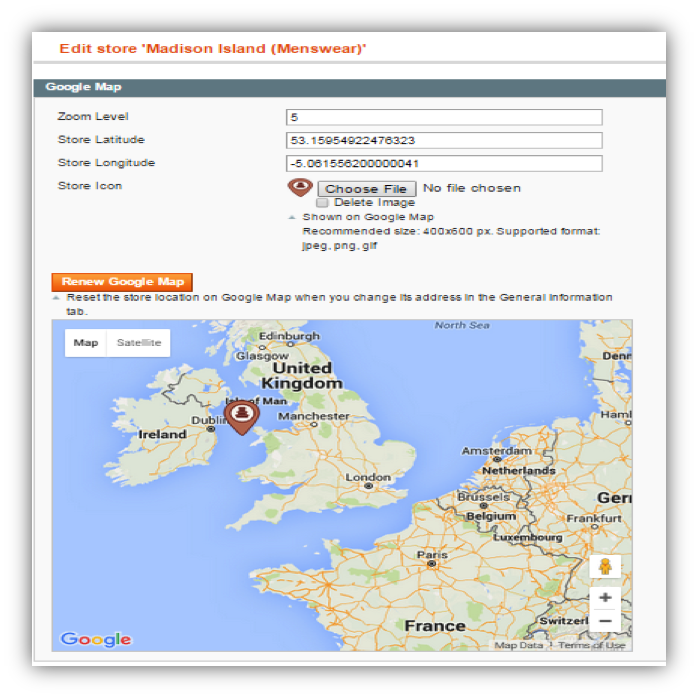 Edit store 'Madison Island (Menswear)'
Google Map
Zoom Level
5
Store Latitude
53.15954922476323
Store Longitude
-5.061556200000041
Store Icon
Choose File No file chosen
Delete Image
Shown on Google Map
Recommended size: 400x600 px. Supported format:
jpeg, png, gif
Renew Google Map
Reset the store location on Google Map when you change its address in the General Information
tab.
Map Satellite
North Sea
Edinburgh
Glasgow
Denr
United
Kingdom
Isle of Man
Dublin
Manchester
Haml
Ireland
Amsterdam
Netherlands
London
Brussels
Gerr
Belgium
Frankfurt
Luxembourg
Paris
France
Switzerl
Google
Map Data Terms of Use